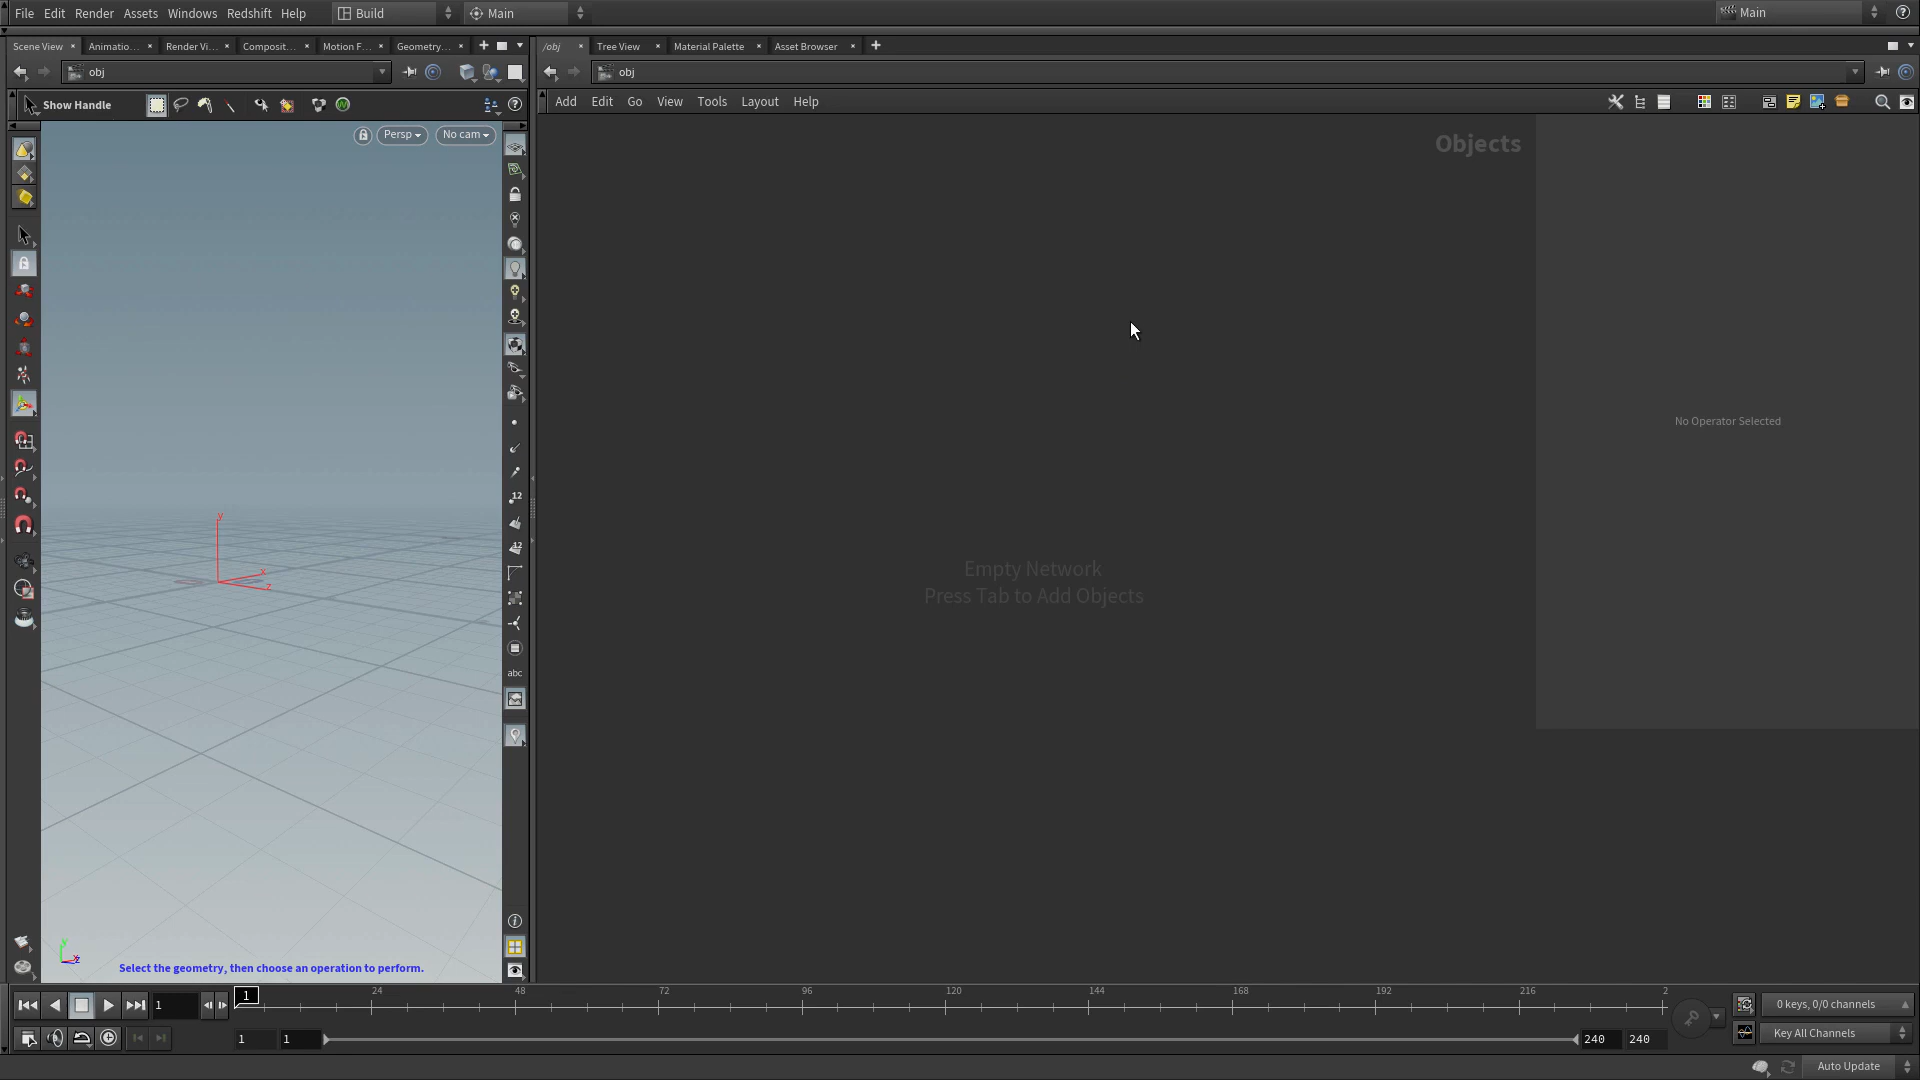 File Edit Render Assets Windows Redshift Help Build Main Main
Scene View Animatio... Render Vi... Composit... Motion F... Geometry... /obj Tree View Material Palette Asset Browser
obj obj
Show Handle Add Edit Go View Tools Layout Help
Persp No cam
Objects
No Operator Selected
12
12
y
x
z
Empty Network
Press Tab to Add Objects
abc
y
x
z
Select the geometry, then choose an operation to perform.
1 1 24 48 72 96 120 144 168 192 216 2
0 keys, 0/0 channels
1 1 240 240 Key All Channels
Auto Update